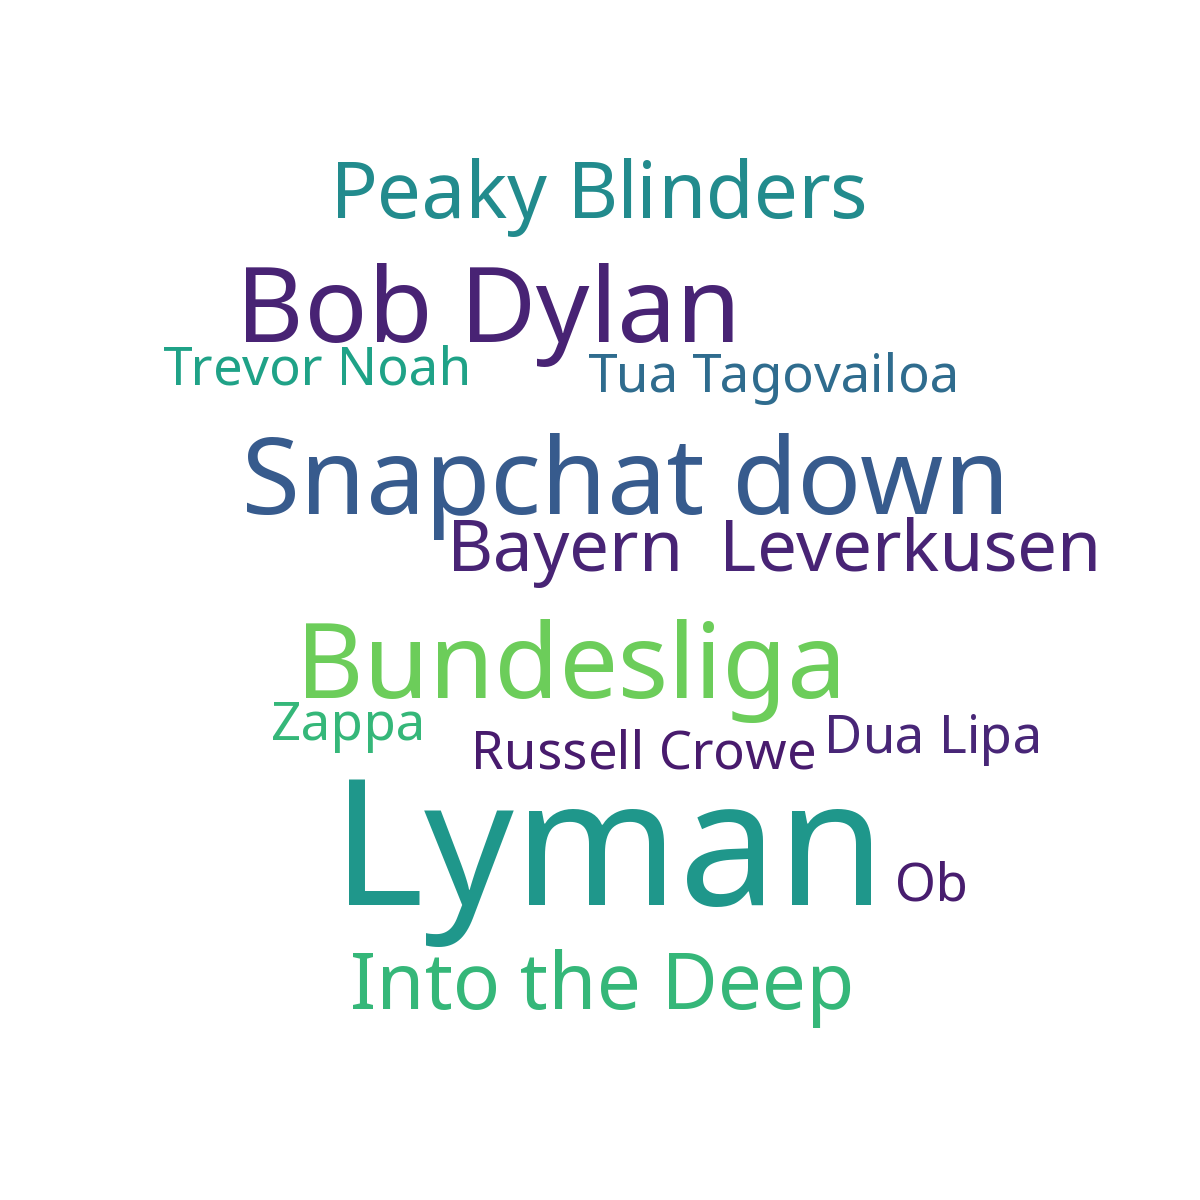 Peaky Blinders
Bob Dylan
Trevor Noah
Tua Tagovailoa
Snapchat down
Bayern  Leverkusen
Bundesliga
Zappa
Russell Crowe
Dua Lipa
Lyman
Ob
Into the Deep